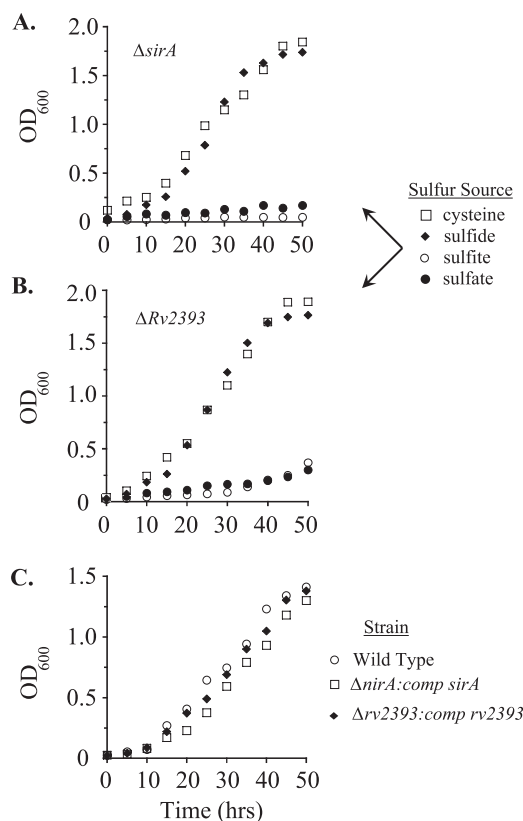 A.
ΔsirA
OD600
2.0
1.5
1.0
0.5
0
0 10 20 30 40 50
Sulfur Source
cysteine
sulfide
sulfite
sulfate
B.
ΔRv2393
OD600
2.0
1.5
1.0
0.5
0
0 10 20 30 40 50
C.
OD600
1.5
1.0
0.5
0
0 10 20 30 40 50
Time (hrs)
Strain
Wild Type
ΔnirA:comp sirA
Δrv2393:comp rv2393